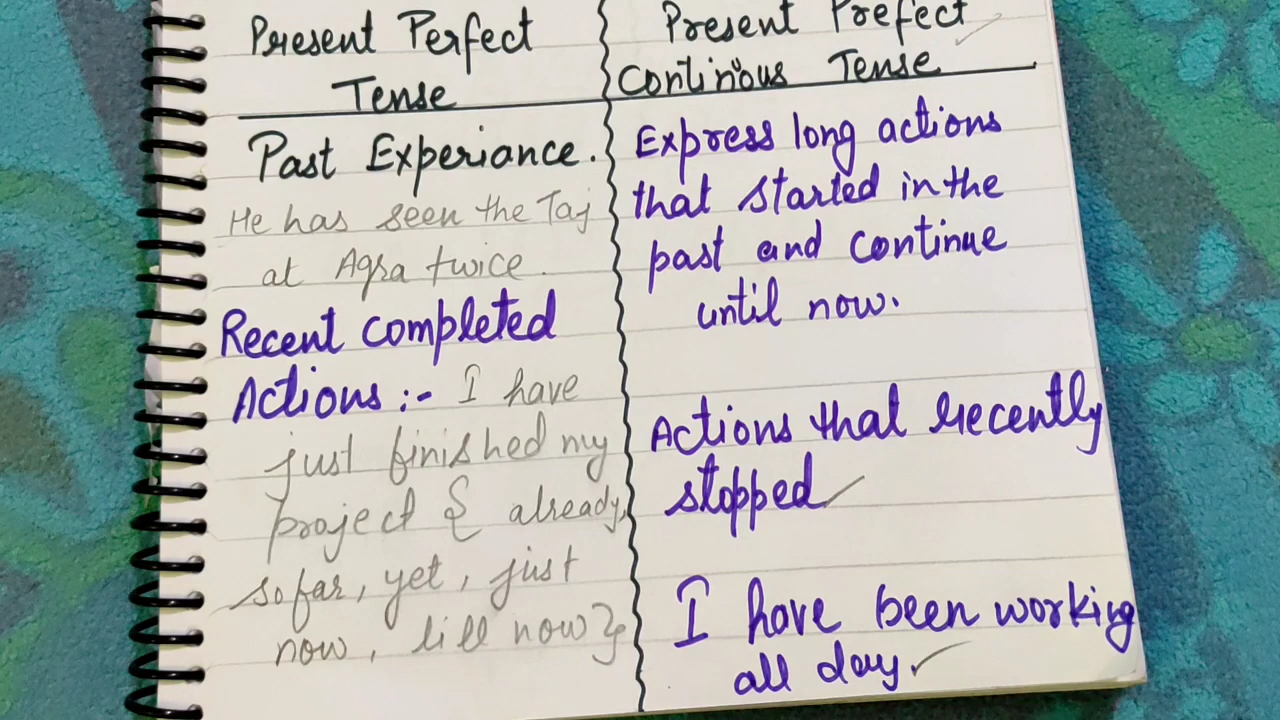 Present Perfect
Tense
Past Experiance.
He has seen the Taj
at Agra twice.
Recent completed
Actions :- I have
just finished my
project { already,
so far, yet, just
now, till now}
Present Prefect
Continous Tense
Express long actions
that started in the
past and continue
until now.
Actions that recently
stopped
I have been working
all day.